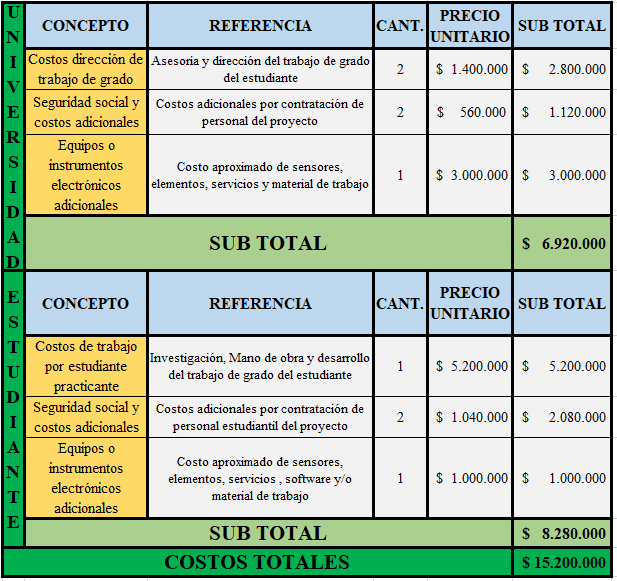 UNIVERSIDAD
CONCEPTO REFERENCIA CANT. PRECIO UNITARIO SUB TOTAL
Costos dirección de trabajo de grado Asesoría y dirección del trabajo de grado del estudiante 2 $ 1.400.000 $ 2.800.000
Seguridad social y costos adicionales Costos adicionales por contratación de personal del proyecto 2 $ 560.000 $ 1.120.000
Equipos o instrumentos electrónicos adicionales Costo aproximado de sensores, elementos, servicios y material de trabajo 1 $ 3.000.000 $ 3.000.000
SUB TOTAL $ 6.920.000
ESTUDIANTE
CONCEPTO REFERENCIA CANT. PRECIO UNITARIO SUB TOTAL
Costos de trabajo por estudiante practicante Investigación, Mano de obra y desarrollo del trabajo de grado del estudiante 1 $ 5.200.000 $ 5.200.000
Seguridad social y costos adicionales Costos adicionales por contratación de personal estudiantil del proyecto 2 $ 1.040.000 $ 2.080.000
Equipos o instrumentos electrónicos adicionales Costo aproximado de sensores, elementos, servicios , software y/o material de trabajo 1 $ 1.000.000 $ 1.000.000
SUB TOTAL $ 8.280.000
COSTOS TOTALES $ 15.200.000